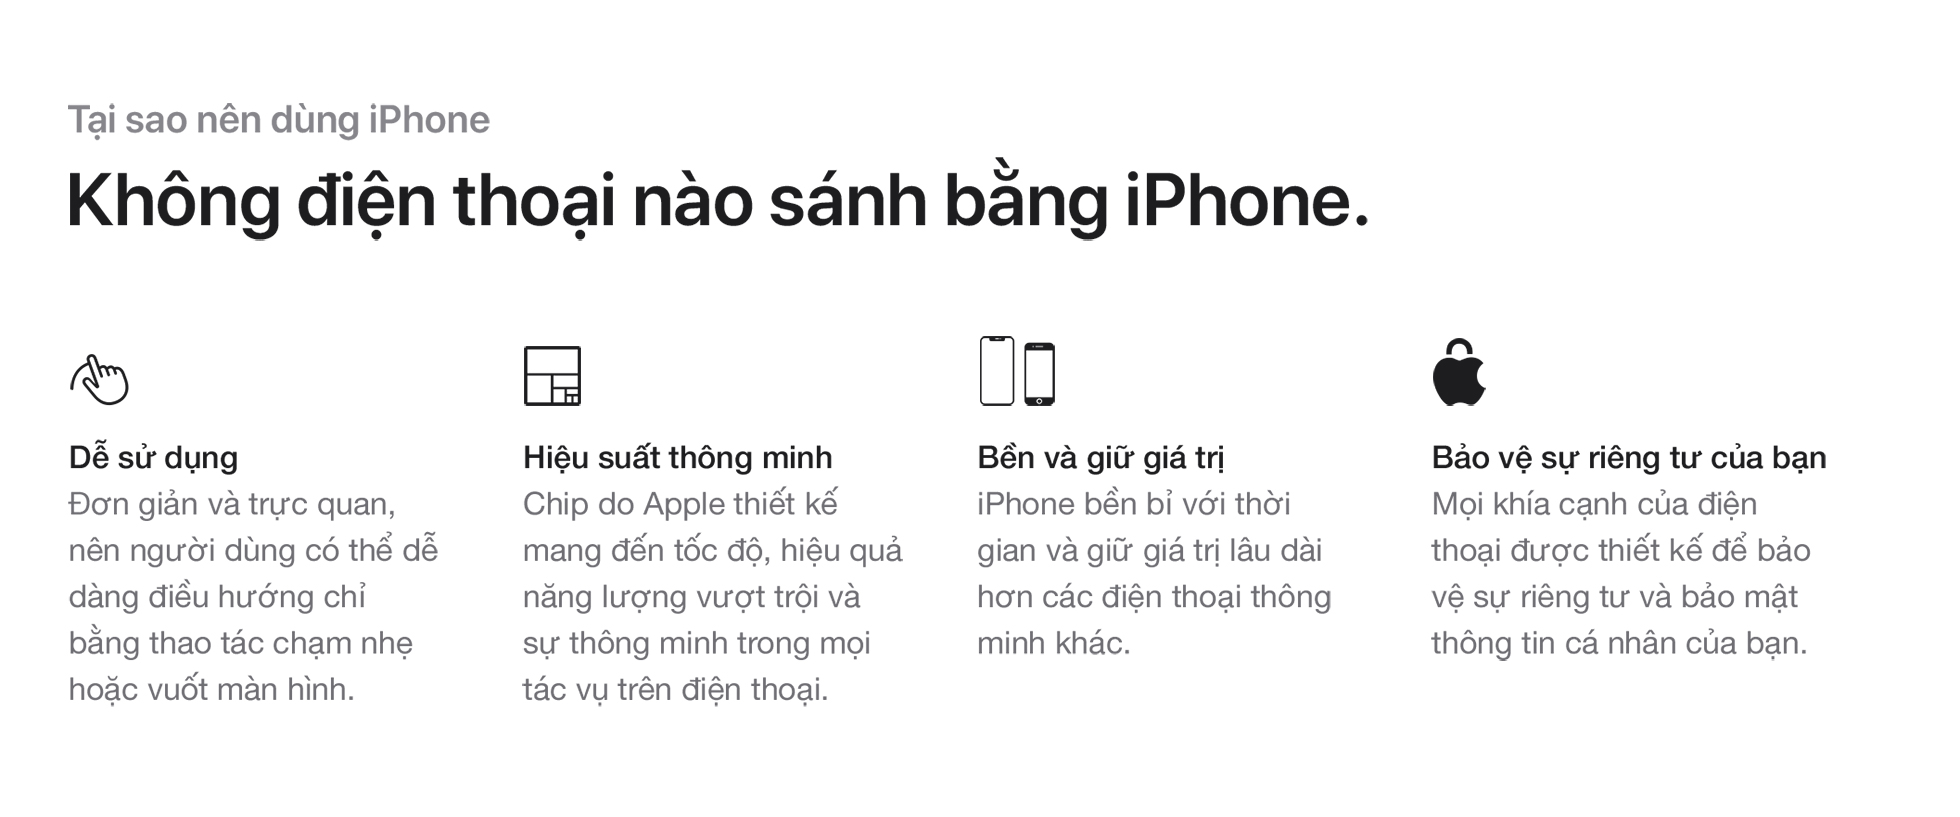 Tại sao nên dùng iPhone
Không điện thoại nào sánh bằng iPhone.
Dễ sử dụng
Đơn giản và trực quan,
nên người dùng có thể dễ
dàng điều hướng chỉ
bằng thao tác chạm nhẹ
hoặc vuốt màn hình.
Hiệu suất thông minh
Chip do Apple thiết kế
mang đến tốc độ, hiệu quả
năng lượng vượt trội và
sự thông minh trong mọi
tác vụ trên điện thoại.
Bền và giữ giá trị
iPhone bền bỉ với thời
gian và giữ giá trị lâu dài
hơn các điện thoại thông
minh khác.
Bảo vệ sự riêng tư của bạn
Mọi khía cạnh của điện
thoại được thiết kế để bảo
vệ sự riêng tư và bảo mật
thông tin cá nhân của bạn.